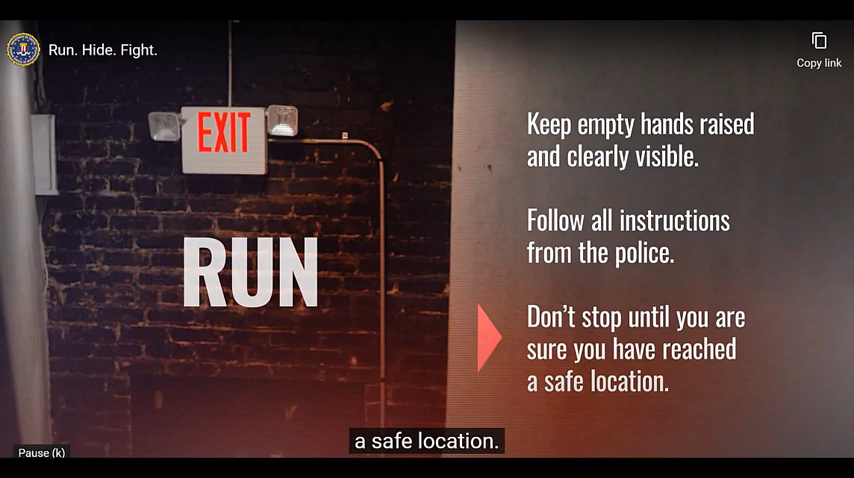 Run. Hide. Fight.
Copy link
EXIT
RUN
Keep empty hands raised
and clearly visible.
Follow all instructions
from the police.
Don't stop until you are
sure you have reached
a safe location.
a safe location.
Pause (k)